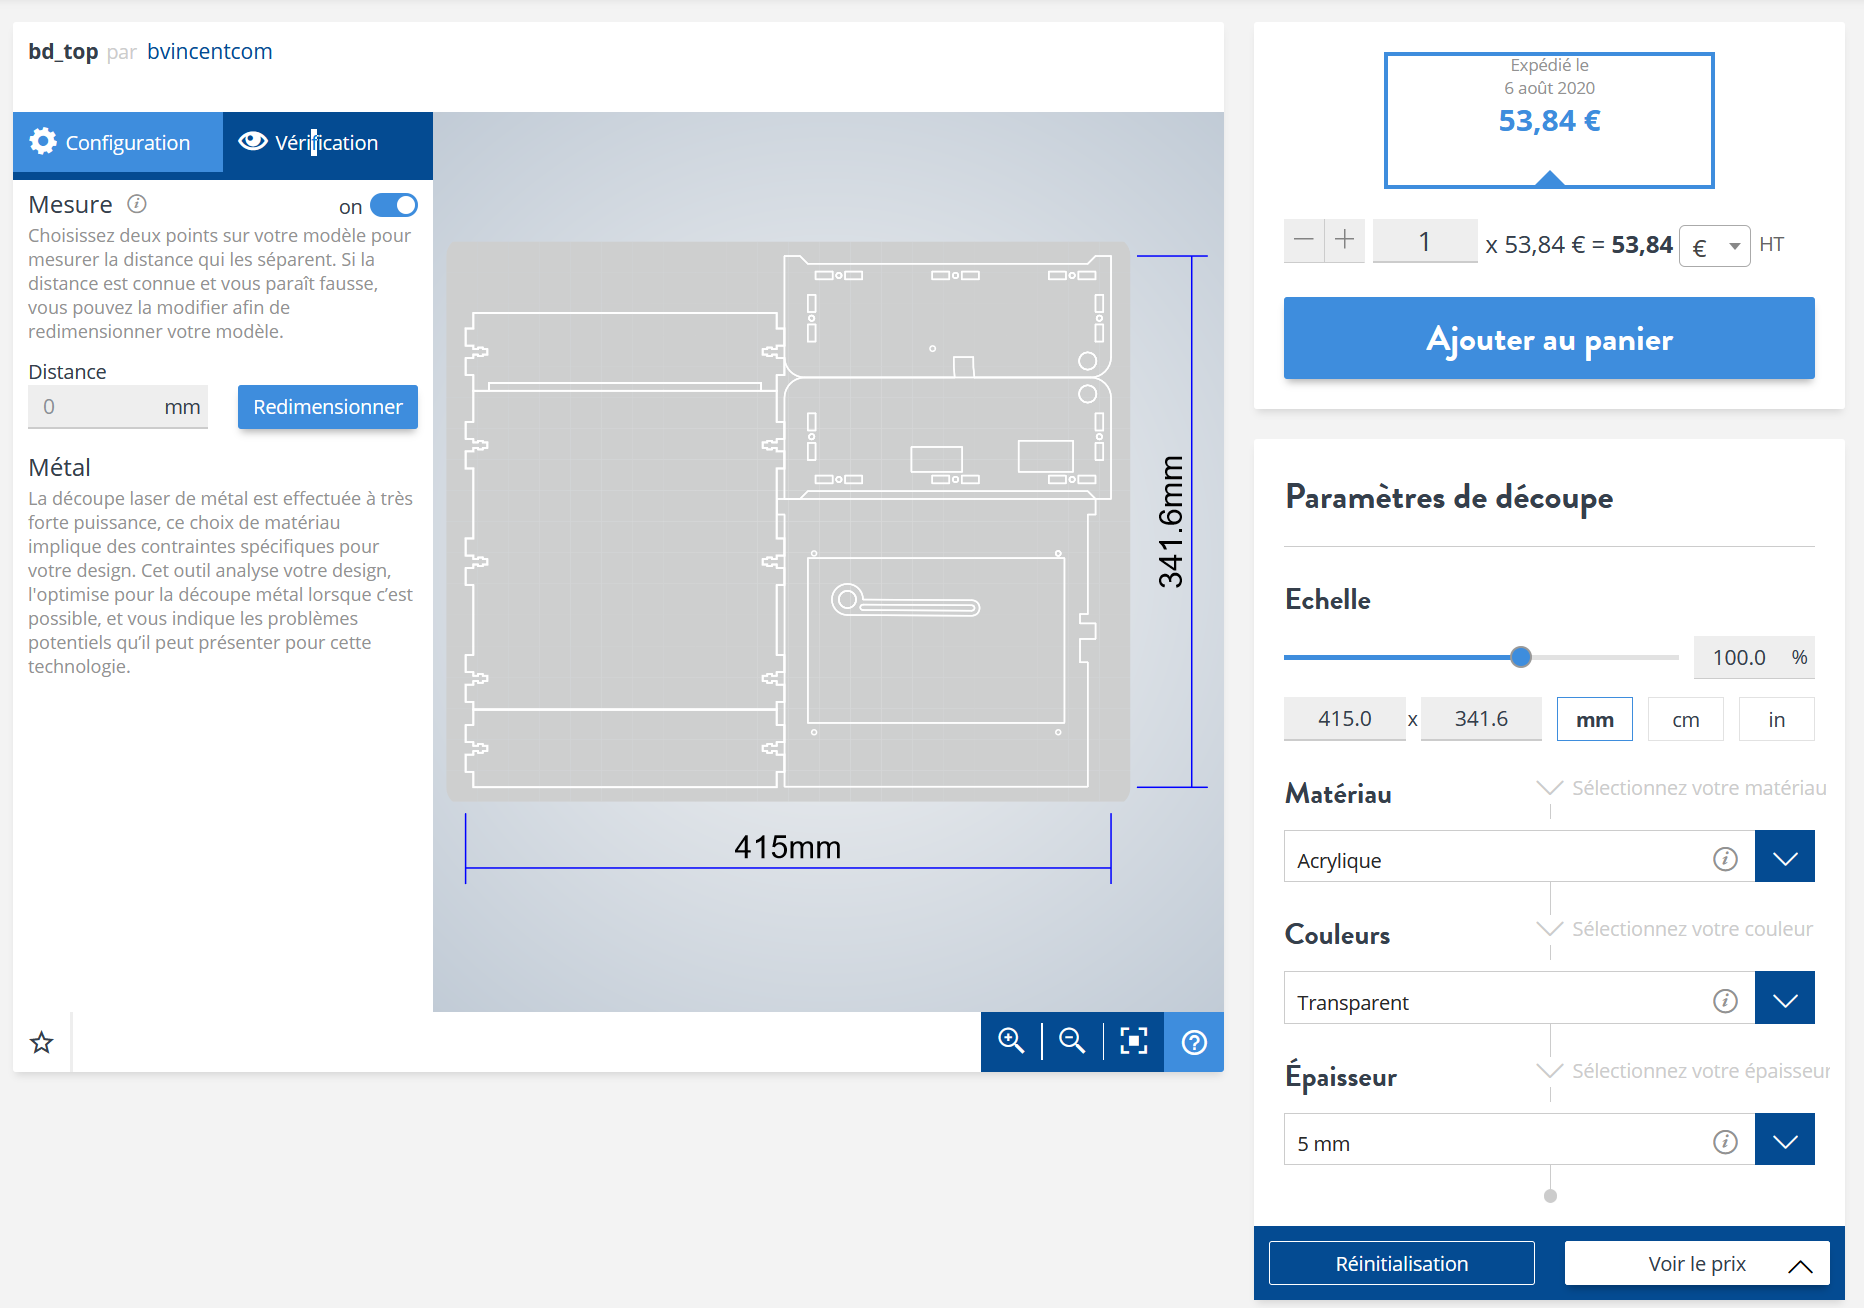 bd_top par bvincentcom
Configuration
Vérification
Mesure
on
Choisissez deux points sur votre modèle pour
mesurer la distance qui les séparent. Si la
distance est connue et vous paraît fausse,
vous pouvez la modifier afin de
redimensionner votre modèle.
Distance
0 mm
Redimensionner
Métal
La découpe laser de métal est effectuée à très
forte puissance, ce choix de matériau
implique des contraintes spécifiques pour
votre design. Cet outil analyse votre design,
l'optimise pour la découpe métal lorsque c'est
possible, et vous indique les problèmes
potentiels qu'il peut présenter pour cette
technologie.
341.6mm
415mm
Expédié le
6 août 2020
53,84 €
1 x 53,84 € = 53,84 € HT
Ajouter au panier
Paramètres de découpe
Echelle
100.0 %
415.0 x 341.6 mm cm in
Matériau
Sélectionnez votre matériau
Acrylique
Couleurs
Sélectionnez votre couleur
Transparent
Épaisseur
Sélectionnez votre épaisseur
5 mm
Réinitialisation
Voir le prix